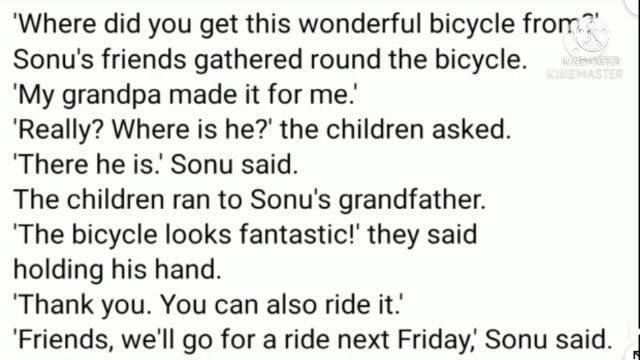 'Where did you get this wonderful bicycle from?'
Sonu's friends gathered round the bicycle.
'My grandpa made it for me.'
'Really? Where is he?' the children asked.
'There he is.' Sonu said.
The children ran to Sonu's grandfather.
'The bicycle looks fantastic!' they said
holding his hand.
'Thank you. You can also ride it.'
'Friends, we'll go for a ride next Friday,' Sonu said.
KINEMASTER
KINEMASTER